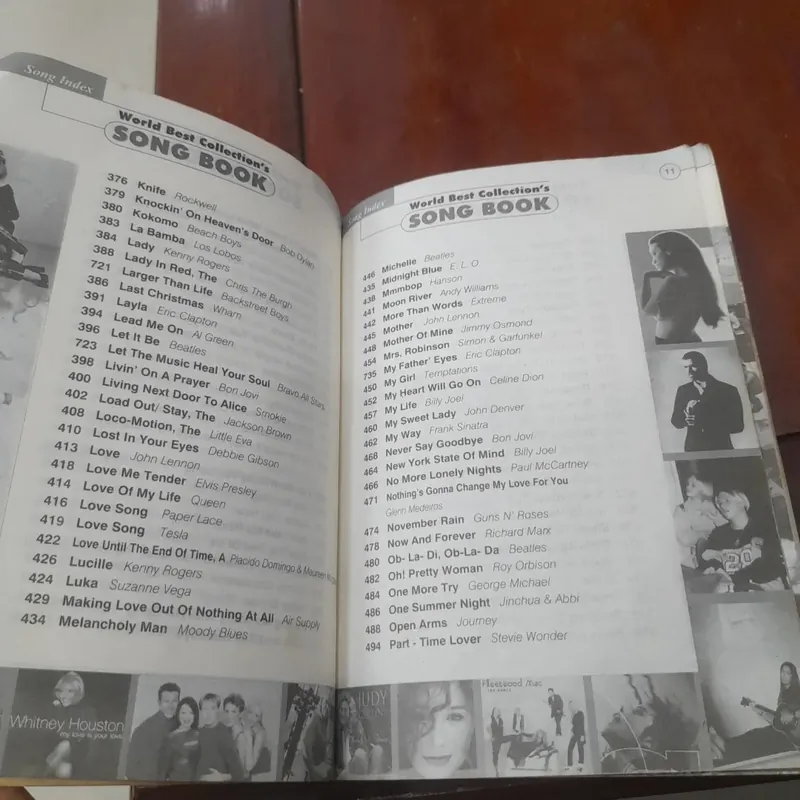 Song Index
World Best Collection's
SONG BOOK
376 Knife Rockwell
379 Knockin' On Heaven's Door Bob Dylan
380 Kokomo Beach Boys
383 La Bamba Los Lobos
384 Lady Kenny Rogers
388 Lady In Red, The Chris The Burgh
721 Larger Than Life Backstreet Boys
386 Last Christmas Wham
391 Layla Eric Clapton
394 Lead Me On Al Green
396 Let It Be Beatles
723 Let The Music Heal Your Soul Bravo All Stars
398 Livin' On A Prayer Bon Jovi
400 Living Next Door To Alice Smokie
402 Load Out/ Stay, The Jackson Brown
408 Loco-Motion, The Little Eva
410 Lost In Your Eyes Debbie Gibson
413 Love John Lennon
418 Love Me Tender Elvis Presley
414 Love Of My Life Queen
416 Love Song Paper Lace
419 Love Song Tesla
422 Love Until The End Of Time, A Placido Domingo & Maureen
426 Lucille Kenny Rogers
424 Luka Suzanne Vega
429 Making Love Out Of Nothing At All Air Supply
434 Melancholy Man Moody Blues
Whitney Houston
my love is your love
Song Index
World Best Collection's
SONG BOOK
11
446 Michelle Beatles
435 Midnight Blue E. L. O
438 Mmmbop Hanson
441 Moon River Andy Williams
442 More Than Words Extreme
445 Mother John Lennon
448 Mother Of Mine Jimmy Osmond
454 Mrs. Robinson Simon & Garfunkel
735 My Father' Eyes Eric Clapton
450 My Girl Temptations
452 My Heart Will Go On Celine Dion
457 My Life Billy Joel
460 My Sweet Lady John Denver
462 My Way Frank Sinatra
468 Never Say Goodbye Bon Jovi
464 New York State Of Mind Billy Joel
466 No More Lonely Nights Paul McCartney
471 Nothing's Gonna Change My Love For You
Glenn Medeiros
474 November Rain Guns N' Roses
478 Now And Forever Richard Marx
480 Ob- La- Di, Ob-La- Da Beatles
482 Oh! Pretty Woman Roy Orbison
484 One More Try George Michael
486 One Summer Night Jinchua & Abbi
488 Open Arms Journey
494 Part - Time Lover Stevie Wonder
JUDY
Fleetwood Mac